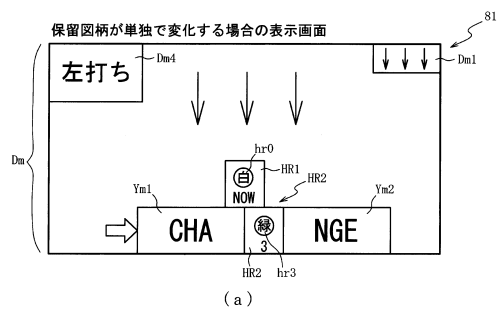 保留図柄が単独で変化する場合の表示画面
81
左打ち
Dm4
Dm1
Dm
hr0
白
HR1
NOW
HR2
Ym1
Ym2
CHA
緑
3
NGE
HR2
hr3
(a)